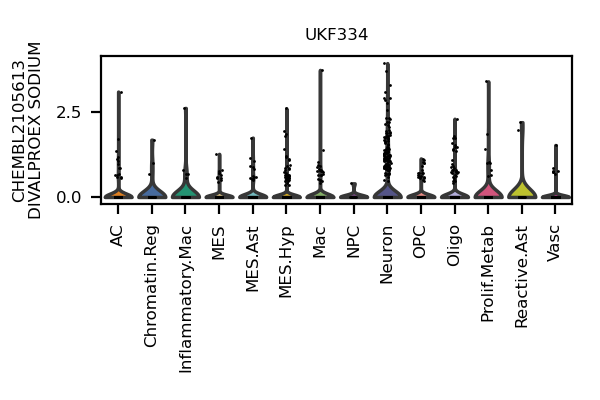 UKF334
CHEMBL2105613
DIVALPROEX SODIUM
2.5
0.0
AC
Chromatin.Reg
Inflammatory.Mac
MES
MES.Ast
MES.Hyp
Mac
NPC
Neuron
OPC
Oligo
Prolif.Metab
Reactive.Ast
Vasc